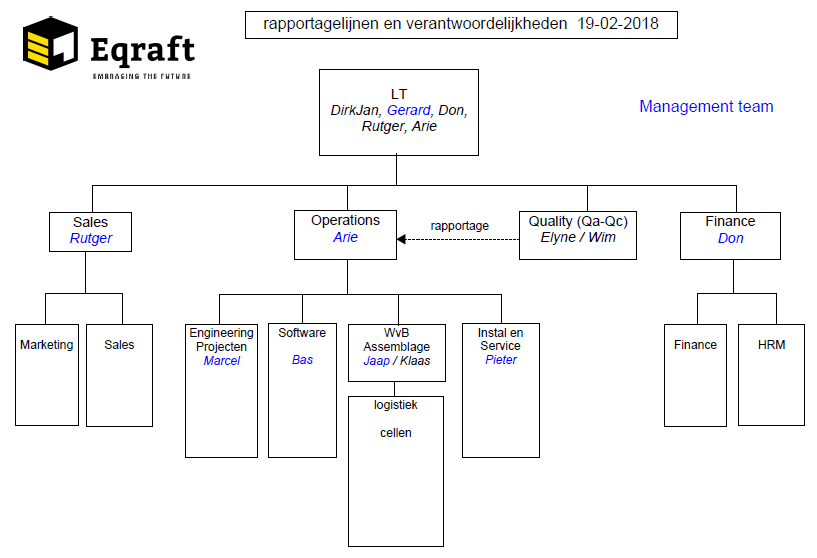 rapportagelijnen en verantwoordelijkheden 19-02-2018
Eqraft
EMBRACING THE FUTURE
LT
DirkJan, Gerard, Don,
Rutger, Arie
Management team
Sales
Rutger
Operations
Arie
rapportage
Quality (Qa-Qc)
Elyne / Wim
Finance
Don
Marketing
Sales
Engineering
Projecten
Marcel
Software
Bas
WvB
Assemblage
Jaap / Klaas
Instal en
Service
Pieter
Finance
HRM
logistiek
cellen